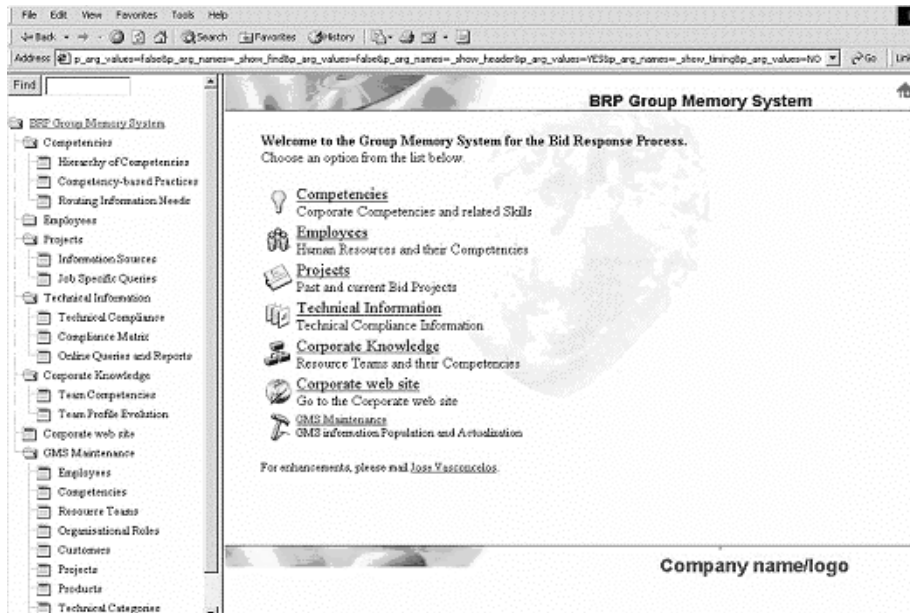 File Edit View Favorites Tools Help
Back Search Favorites History
Address p_arg_values=false&p_arg_names=_show_find&p_arg_values=false&p_arg_names=_show_header&p_arg_values=YES&p_arg_names=_show_timing&p_arg_values=NO Go
Find
BRP Group Memory System
Competencies
Hierarchy of Competencies
Competency-based Practices
Routing Information Needs
Employees
Projects
Information Sources
Job Specific Queries
Technical Information
Technical Compliance
Compliance Matrix
Online Queries and Reports
Corporate Knowledge
Team Competencies
Team Profile Evolution
Corporate web site
GMS Maintenance
Employees
Competencies
Resource Teams
Organisational Roles
Customers
Projects
Products
Technical Categories
BRP Group Memory System
Welcome to the Group Memory System for the Bid Response Process.
Choose an option from the list below.
Competencies
Corporate Competencies and related Skills
Employees
Human Resources and their Competencies
Projects
Past and current Bid Projects
Technical Information
Technical Compliance Information
Corporate Knowledge
Resource Teams and their Competencies
Corporate web site
Go to the Corporate web site
GMS Maintenance
GMS information Population and Actualization
For enhancements, please mail Jose Vasconcelos.
Company name/logo